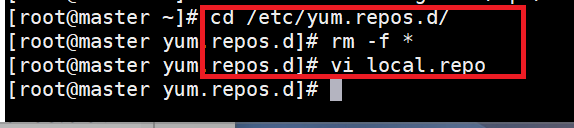 [root@master ~]# cd /etc/yum.repos.d/
[root@master yum.repos.d]# rm -f *
[root@master yum.repos.d]# vi local.repo
[root@master yum.repos.d]#